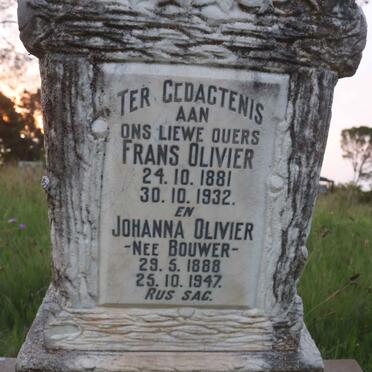 TER GEDAGTENIS
AAN
ONS LIEWE OUERS
FRANS OLIVIER
24.10.1881
30.10.1932.
EN
JOHANNA OLIVIER
-NEE BOUWER-
29.5.1888
25.10.1947.
RUS SAG.